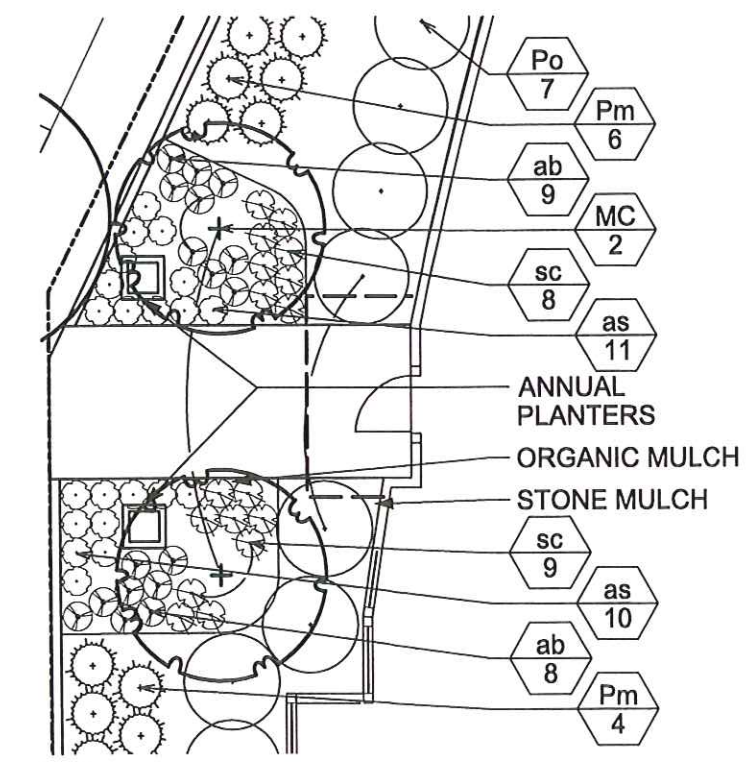 Po
7
Pm
6
ab
9
MC
2
sc
8
as
11
ANNUAL
PLANTERS
ORGANIC MULCH
STONE MULCH
sc
9
as
10
ab
8
Pm
4